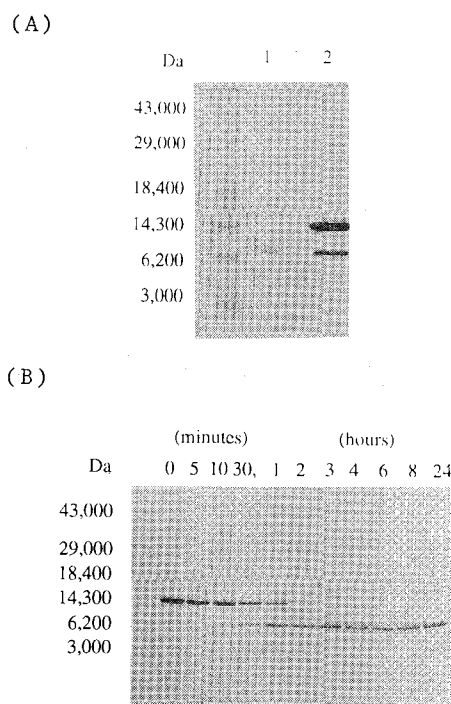 (A)
Da 1 2
43,000
29,000
18,400
14,300
6,200
3,000
(B)
(minutes) (hours)
Da 0 5 10 30, 1 2 3 4 6 8 24
43,000
29,000
18,400
14,300
6,200
3,000